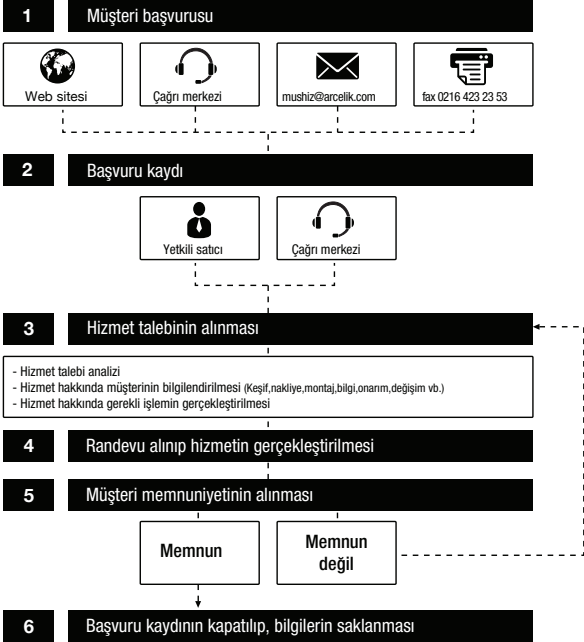 1 Müşteri başvurusu
Web sitesi
Çağrı merkezi
mushiz@arcelik.com
fax 0216 423 23 53
2 Başvuru kaydı
Yetkili satıcı
Çağrı merkezi
3 Hizmet talebinin alınması
- Hizmet talebi analizi
- Hizmet hakkında müşterinin bilgilendirilmesi (Keşif,nakliye,montaj,bilgi,onarım,değişim vb.)
- Hizmet hakkında gerekli işlemin gerçekleştirilmesi
4 Randevu alınıp hizmetin gerçekleştirilmesi
5 Müşteri memnuniyetinin alınması
Memnun
Memnun
değil
6 Başvuru kaydının kapatılıp, bilgilerin saklanması